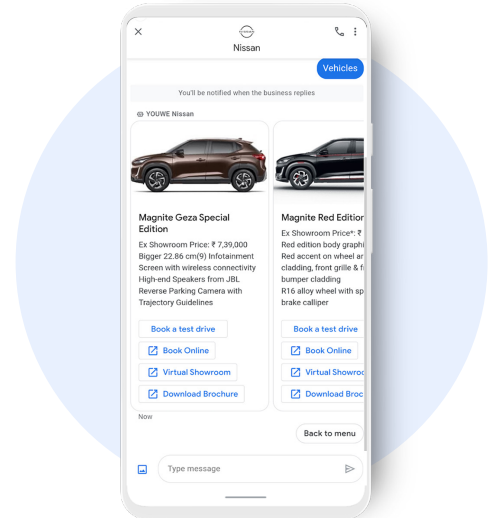 Nissan
Vehicles
You'll be notified when the business replies
YOUWE Nissan
Magnite Geza Special
Edition
Ex Showroom Price: ₹ 7,39,000
Bigger 22.86 cm(9) Infotainment
Screen with wireless connectivity
High-end Speakers from JBL
Reverse Parking Camera with
Trajectory Guidelines
Book a test drive
Book Online
Virtual Showroom
Download Brochure
Magnite Red Edition
Ex Showroom Price*: ₹
Red edition body graphi
Red accent on wheel ar
cladding, front grille & f
bumper cladding
R16 alloy wheel with sp
brake calliper
Book a test drive
Book Online
Virtual Showroo
Download Broc
Now
Back to menu
Type message